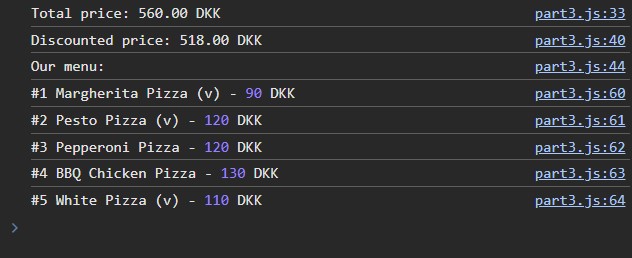 Total price: 560.00 DKK part3.js:33
Discounted price: 518.00 DKK part3.js:40
Our menu: part3.js:44
#1 Margherita Pizza (v) - 90 DKK part3.js:60
#2 Pesto Pizza (v) - 120 DKK part3.js:61
#3 Pepperoni Pizza - 120 DKK part3.js:62
#4 BBQ Chicken Pizza - 130 DKK part3.js:63
#5 White Pizza (v) - 110 DKK part3.js:64